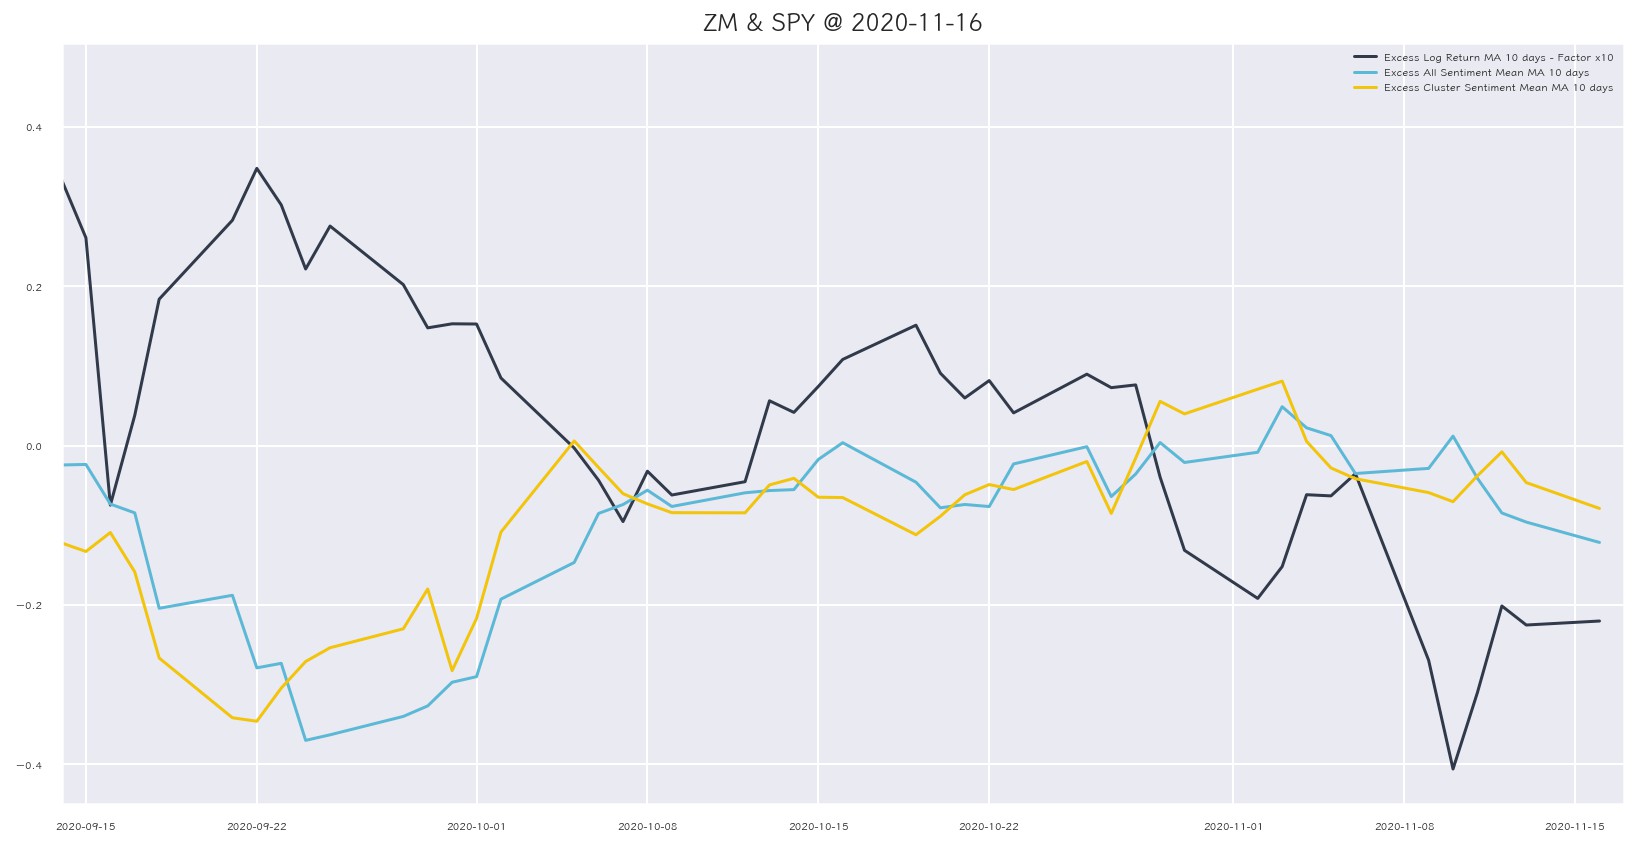 ZM & SPY @ 2020-11-16
Excess Log Return MA 10 days - Factor x10
Excess All Sentiment Mean MA 10 days
Excess Cluster Sentiment Mean MA 10 days
0.4
0.2
0.0
−0.2
−0.4
2020-09-15 2020-09-22 2020-10-01 2020-10-08 2020-10-15 2020-10-22 2020-11-01 2020-11-08 2020-11-15